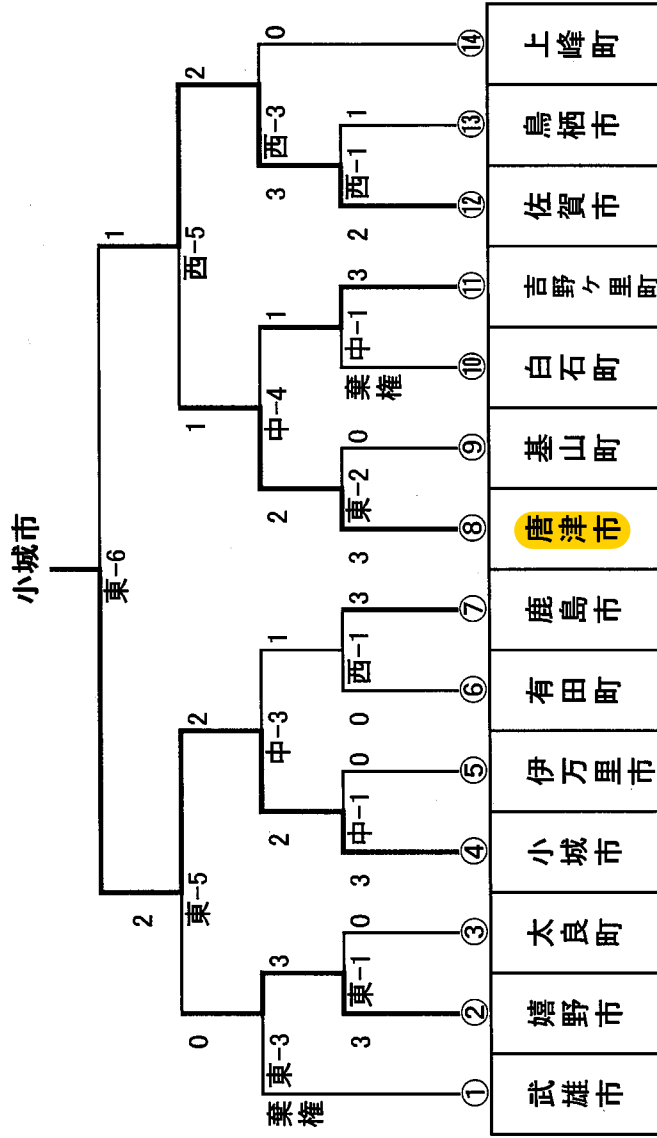 小城市
東-6
2
1
東-5
西-5
0
2
1
2
東-3
中-3
中-4
西-3
棄権
3
2
1
2
1
3
0
東-1
中-1
西-1
東-2
中-1
西-1
3
0
3
0
0
3
3
0
棄権
3
2
1
①
②
③
④
⑤
⑥
⑦
⑧
⑨
⑩
⑪
⑫
⑬
⑭
武雄市
嬉野市
太良町
小城市
伊万里市
有田町
鹿島市
唐津市
基山町
白石町
吉野ヶ里町
佐賀市
鳥栖市
上峰町